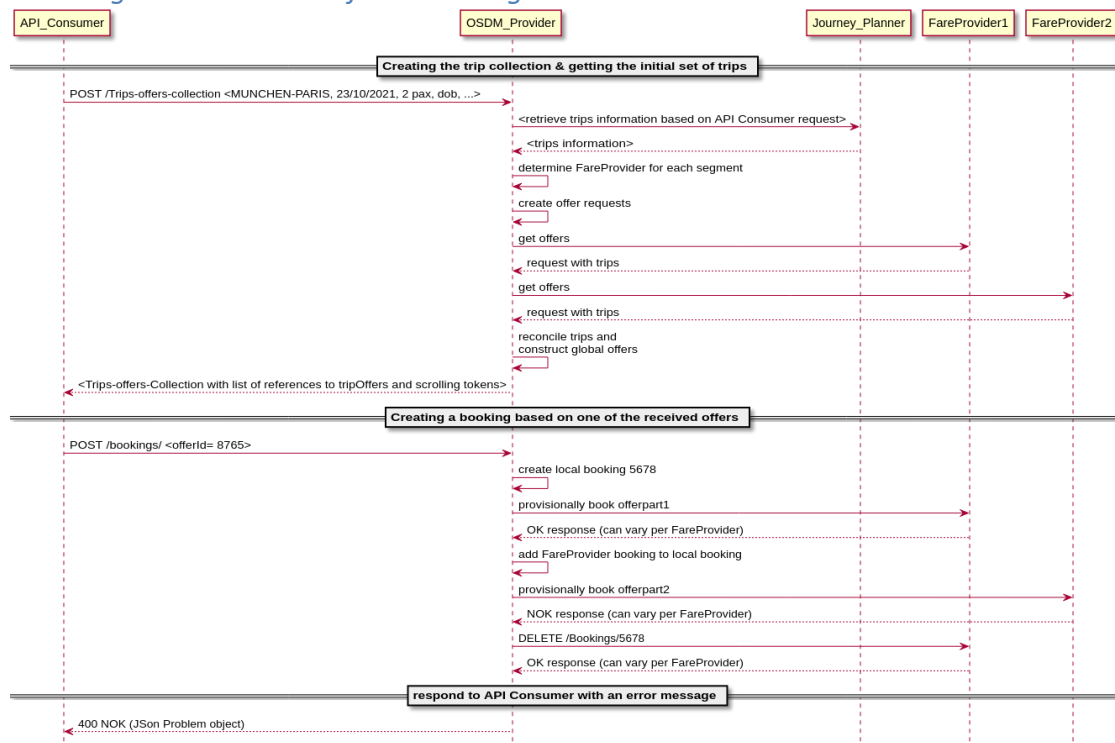 API_Consumer OSDM_Provider Journey_Planner FareProvider1 FareProvider2
Creating the trip collection & getting the initial set of trips
POST /Trips-offers-collection <MUNCHEN-PARIS, 23/10/2021, 2 pax, dob, ...>
<retrieve trips information based on API Consumer request>
<trips information>
determine FareProvider for each segment
create offer requests
get offers
request with trips
get offers
request with trips
reconcile trips and
construct global offers
<Trips-offers-Collection with list of references to tripOffers and scrolling tokens>
Creating a booking based on one of the received offers
POST /bookings/ <offerId= 8765>
create local booking 5678
provisionally book offerpart1
OK response (can vary per FareProvider)
add FareProvider booking to local booking
provisionally book offerpart2
NOK response (can vary per FareProvider)
DELETE /Bookings/5678
OK response (can vary per FareProvider)
respond to API Consumer with an error message
400 NOK (JSon Problem object)